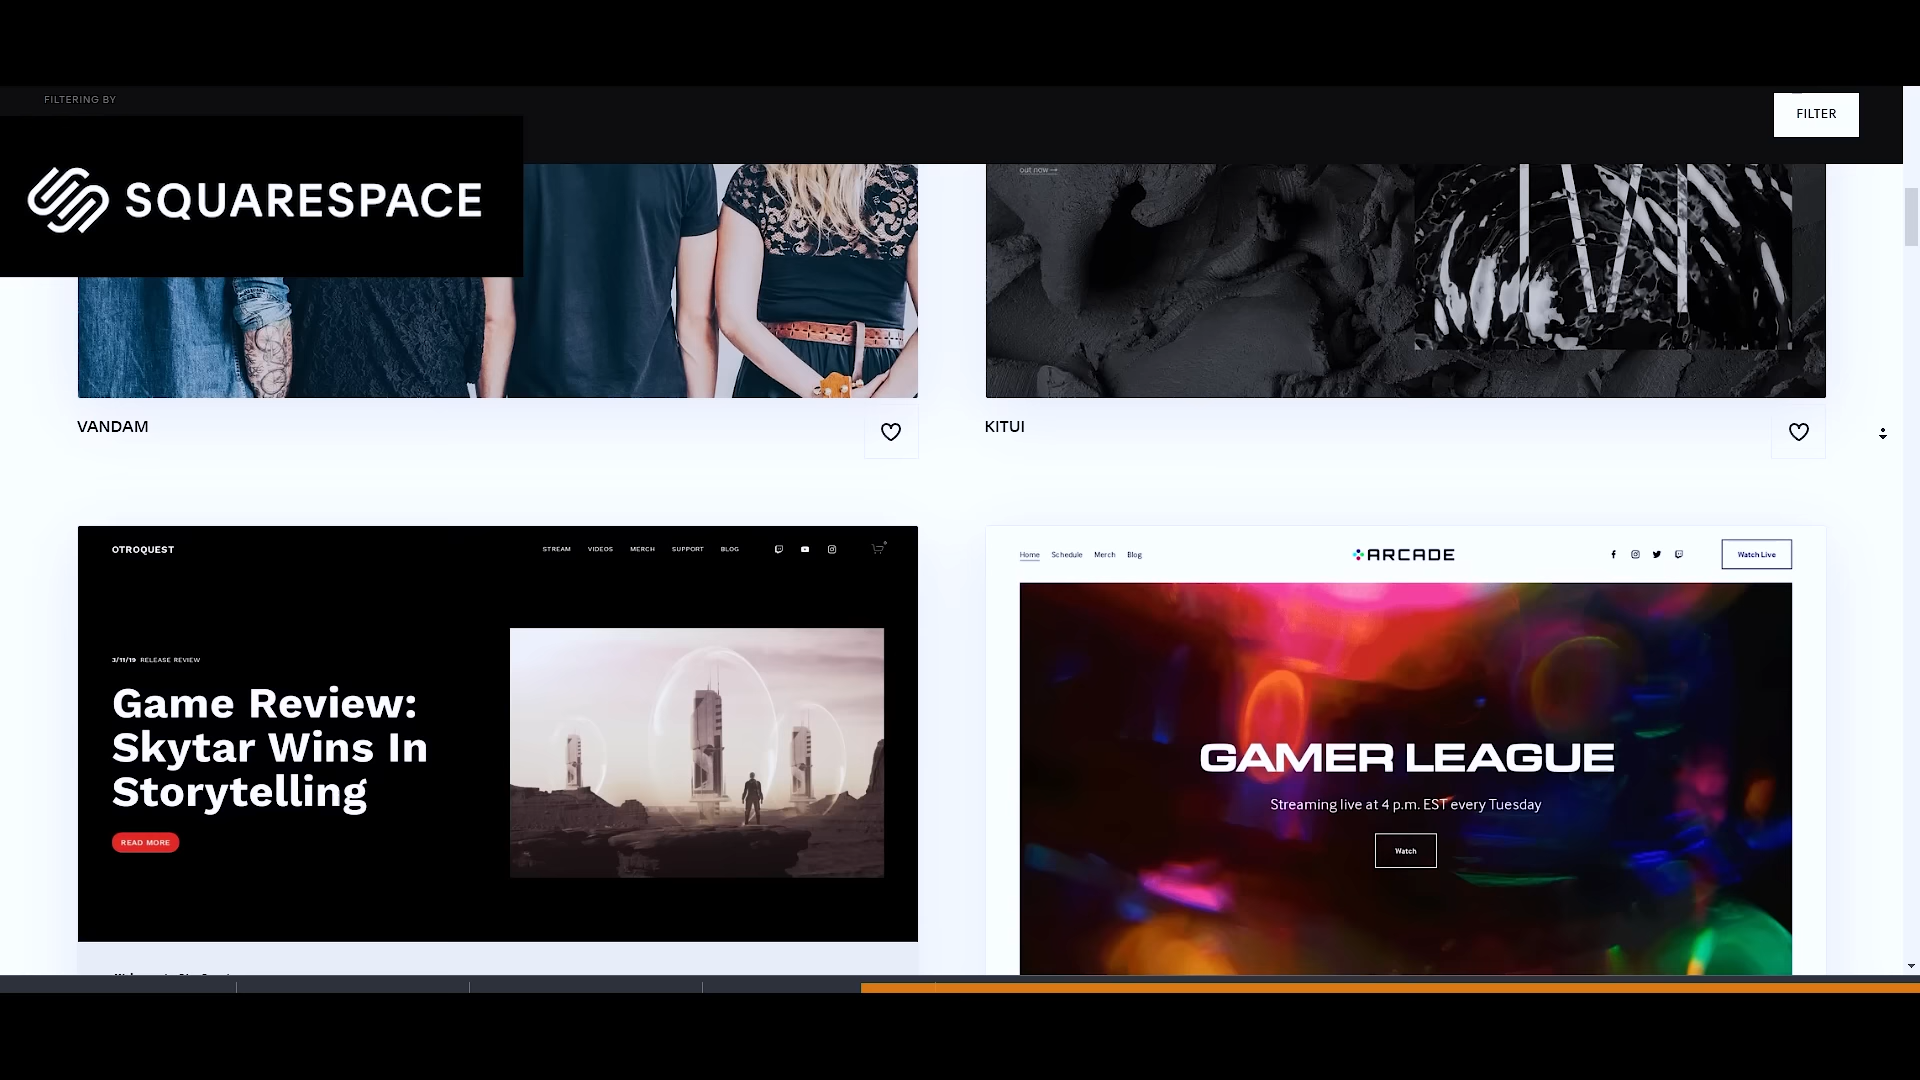 FILTERING BY
FILTER
SQUARESPACE
out now →
VANDAM
KITUI
OTROQUEST
STREAM VIDEOS MERCH SUPPORT BLOG
3/11/19 RELEASE REVIEW
Game Review:
Skytar Wins In
Storytelling
READ MORE
Home Schedule Merch Blog
ARCADE
Watch Live
GAMER LEAGUE
Streaming live at 4 p.m. EST every Tuesday
Watch